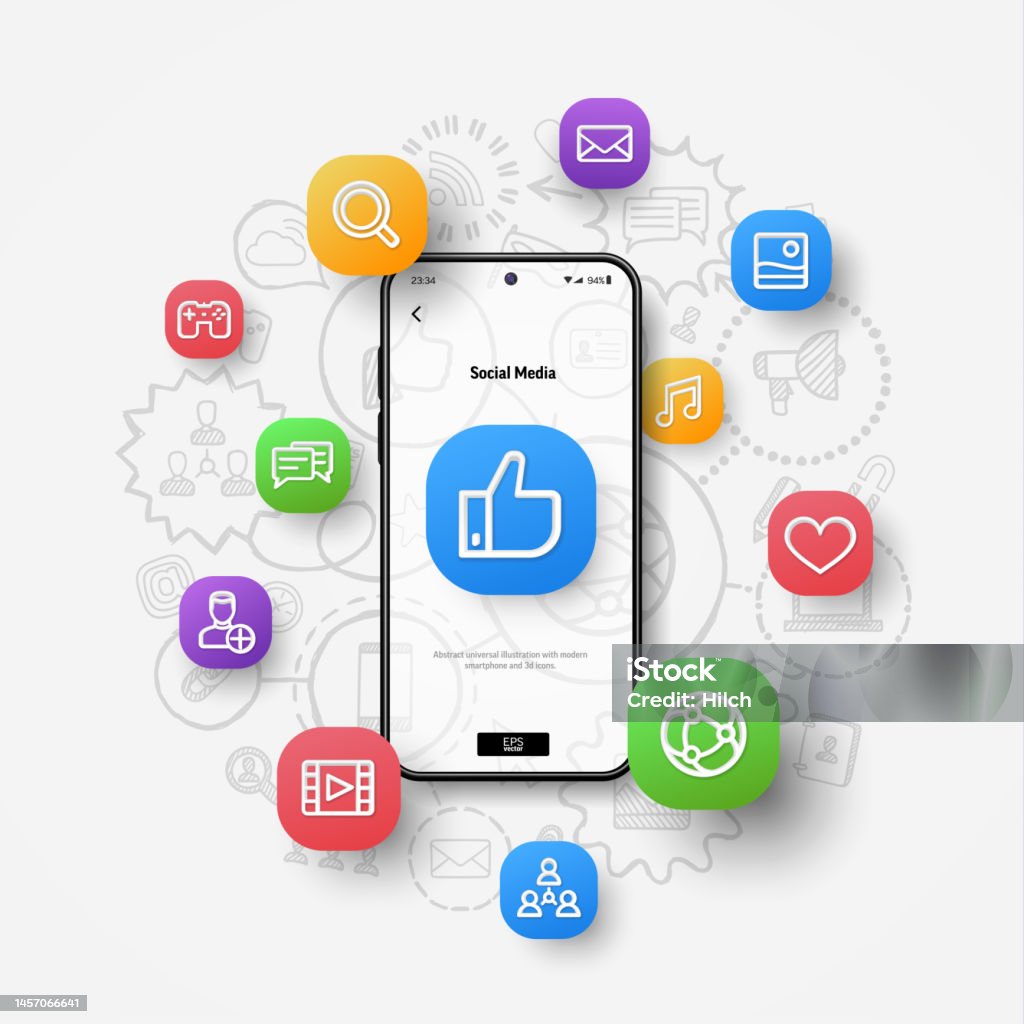 23:34
94%
Social Media
Abstract universal illustration with modern
smartphone and 3d icons.
iStock™
Credit: Hilch
EPS
vector
1457066641